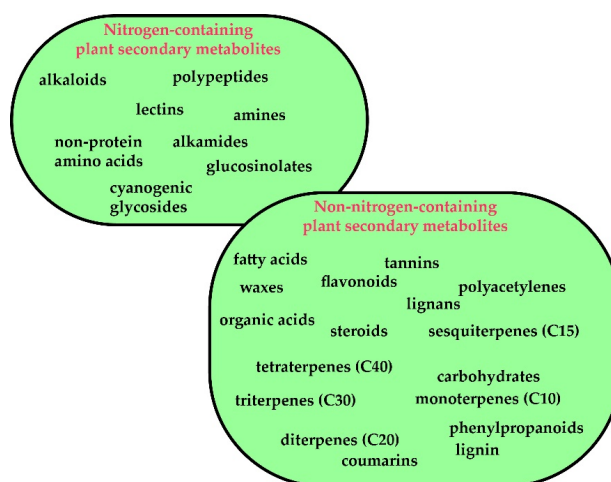 Nitrogen-containing
plant secondary metabolites
alkaloids
polypeptides
lectins
amines
non-protein
amino acids
alkamides
glucosinolates
cyanogenic
glycosides
Non-nitrogen-containing
plant secondary metabolites
fatty acids
tannins
waxes
flavonoids
polyacetylenes
lignans
organic acids
steroids
sesquiterpenes (C15)
tetraterpenes (C40)
carbohydrates
triterpenes (C30)
monoterpenes (C10)
phenylpropanoids
diterpenes (C20)
lignin
coumarins